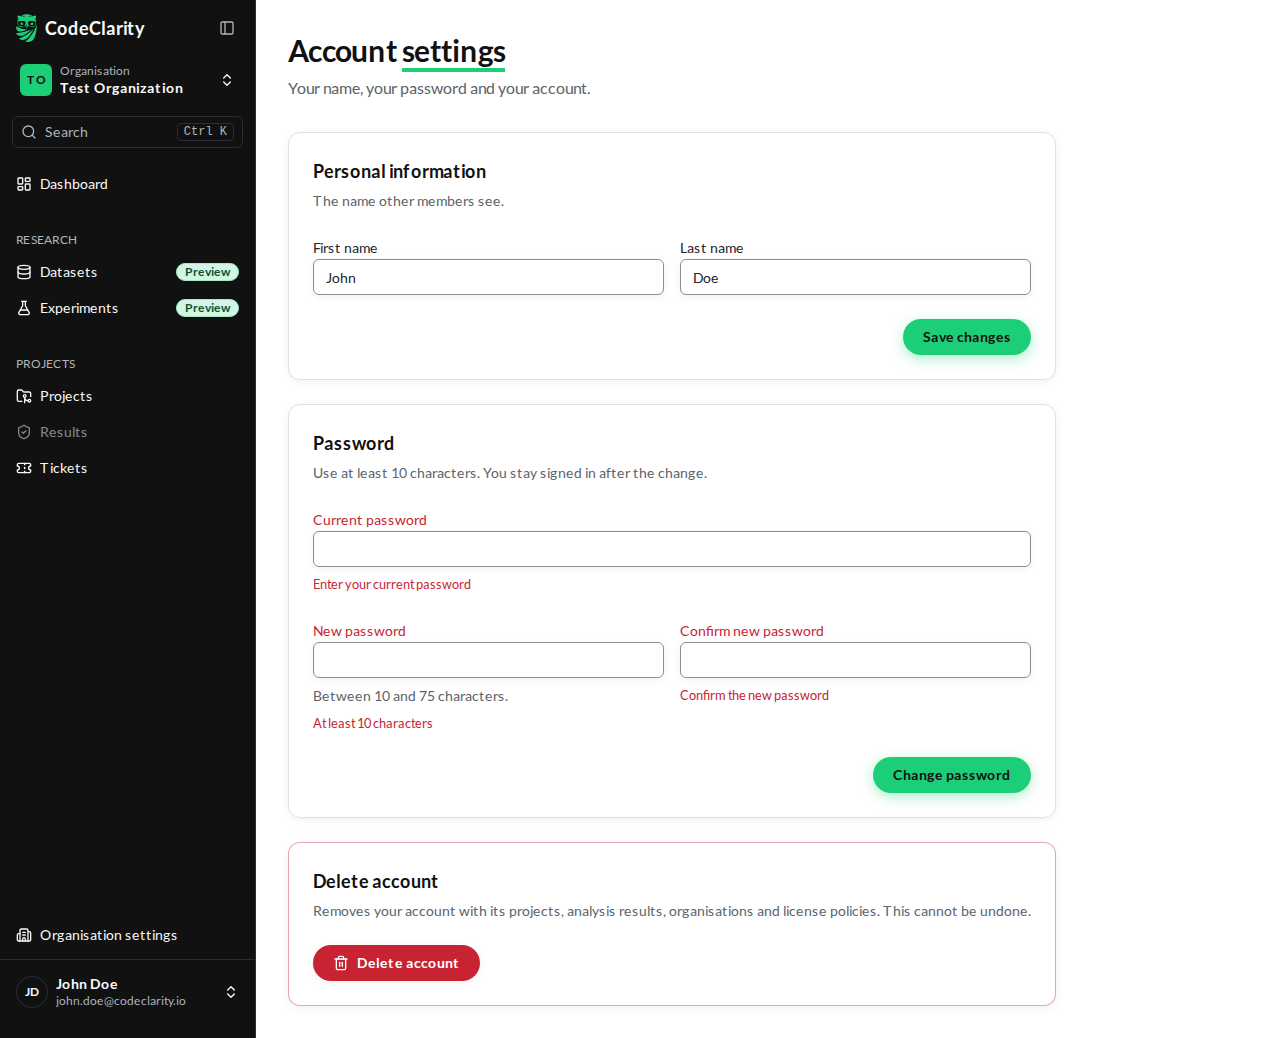 CodeClarity
TO
Organisation
Test Organization
Search
Ctrl K
Dashboard
RESEARCH
Datasets
Preview
Experiments
Preview
PROJECTS
Projects
Results
Tickets
Organisation settings
JD
John Doe
john.doe@codeclarity.io
Account settings
Your name, your password and your account.
Personal information
The name other members see.
First name
Last name
John
Doe
Save changes
Password
Use at least 10 characters. You stay signed in after the change.
Current password
Enter your current password
New password
Confirm new password
Between 10 and 75 characters.
Confirm the new password
At least 10 characters
Change password
Delete account
Removes your account with its projects, analysis results, organisations and license policies. This cannot be undone.
Delete account